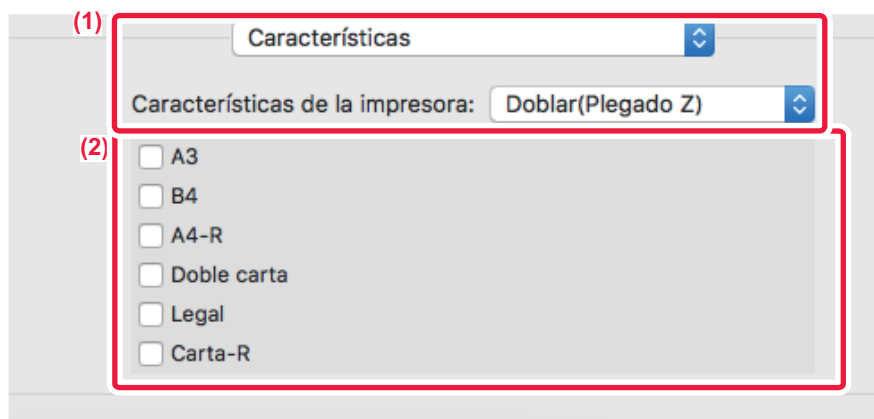 (1)
Características
Características de la impresora: Doblar(Plegado Z)
(2)
A3
B4
A4-R
Doble carta
Legal
Carta-R